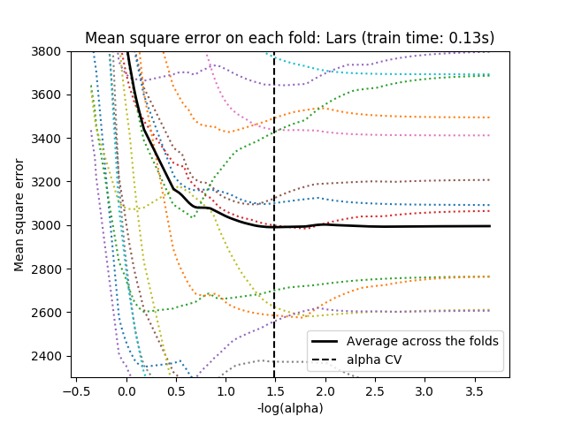 Mean square error on each fold: Lars (train time: 0.13s)
3800
3600
3400
3200
3000
2800
2600
2400
Mean square error
Average across the folds
alpha CV
−0.5 0.0 0.5 1.0 1.5 2.0 2.5 3.0 3.5
-log(alpha)